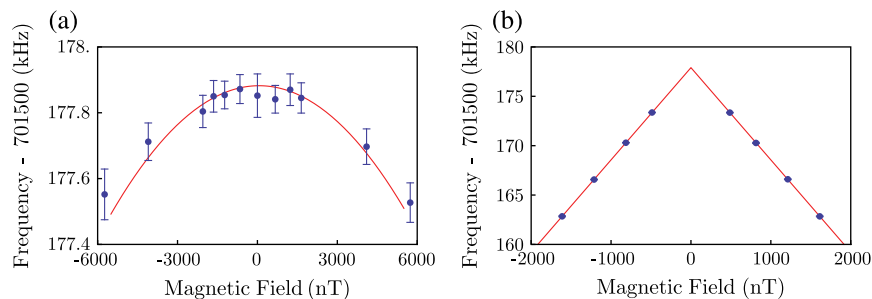 (a)
Frequency - 701500 (kHz)
178.
177.8
177.6
177.4
-6000 -3000 0 3000 6000
Magnetic Field (nT)
(b)
Frequency - 701500 (kHz)
180
175
170
165
160
-2000 -1000 0 1000 2000
Magnetic Field (nT)